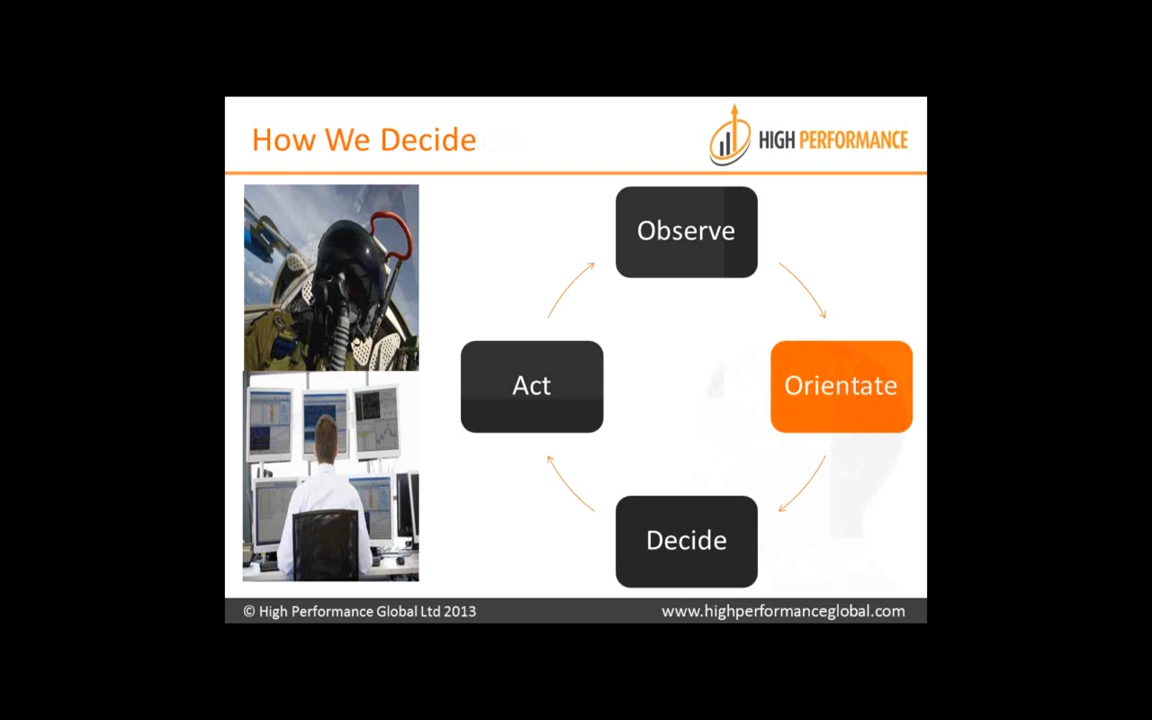 How We Decide
HIGH PERFORMANCE
Observe
Act
Orientate
Decide
© High Performance Global Ltd 2013
www.highperformanceglobal.com